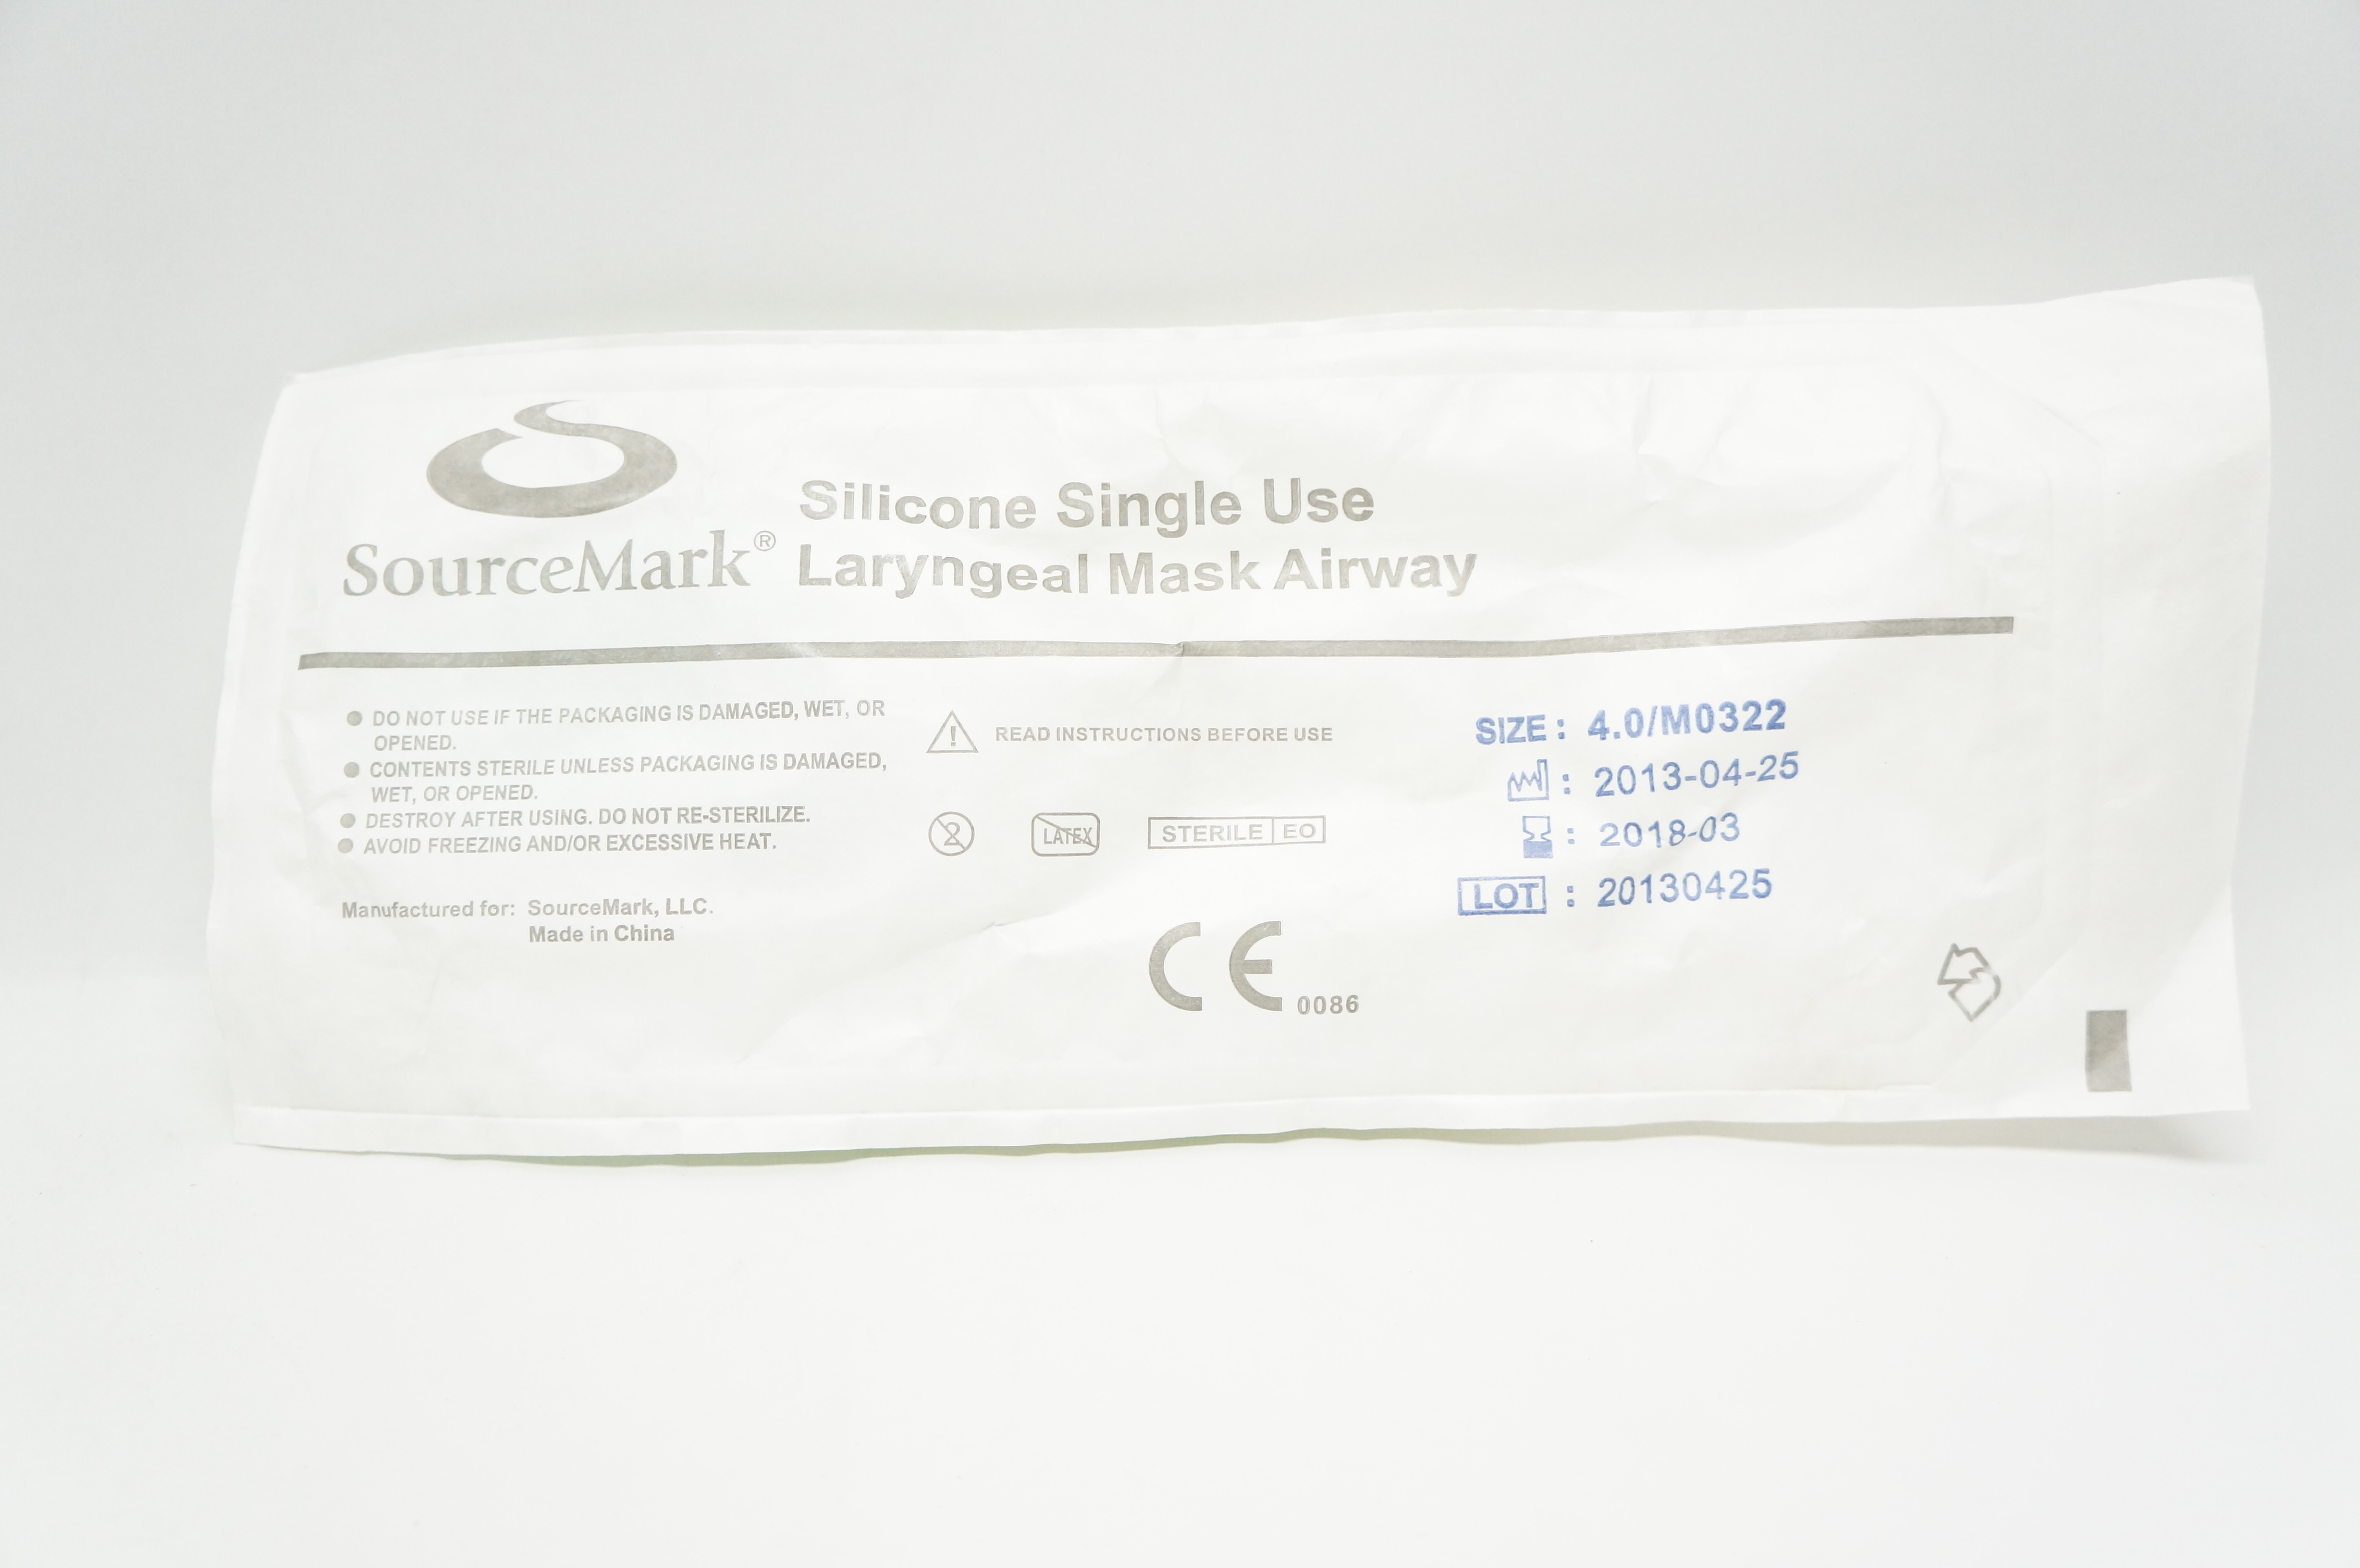 SourceMark®
Silicone Single Use
Laryngeal Mask Airway
● DO NOT USE IF THE PACKAGING IS DAMAGED, WET, OR
OPENED.
● CONTENTS STERILE UNLESS PACKAGING IS DAMAGED,
WET, OR OPENED.
● DESTROY AFTER USING. DO NOT RE-STERILIZE.
● AVOID FREEZING AND/OR EXCESSIVE HEAT.
Manufactured for: SourceMark, LLC.
Made in China
! READ INSTRUCTIONS BEFORE USE
2 LATEX STERILE EO
CE 0086
SIZE : 4.0/M0322
: 2013-04-25
: 2018-03
LOT : 20130425